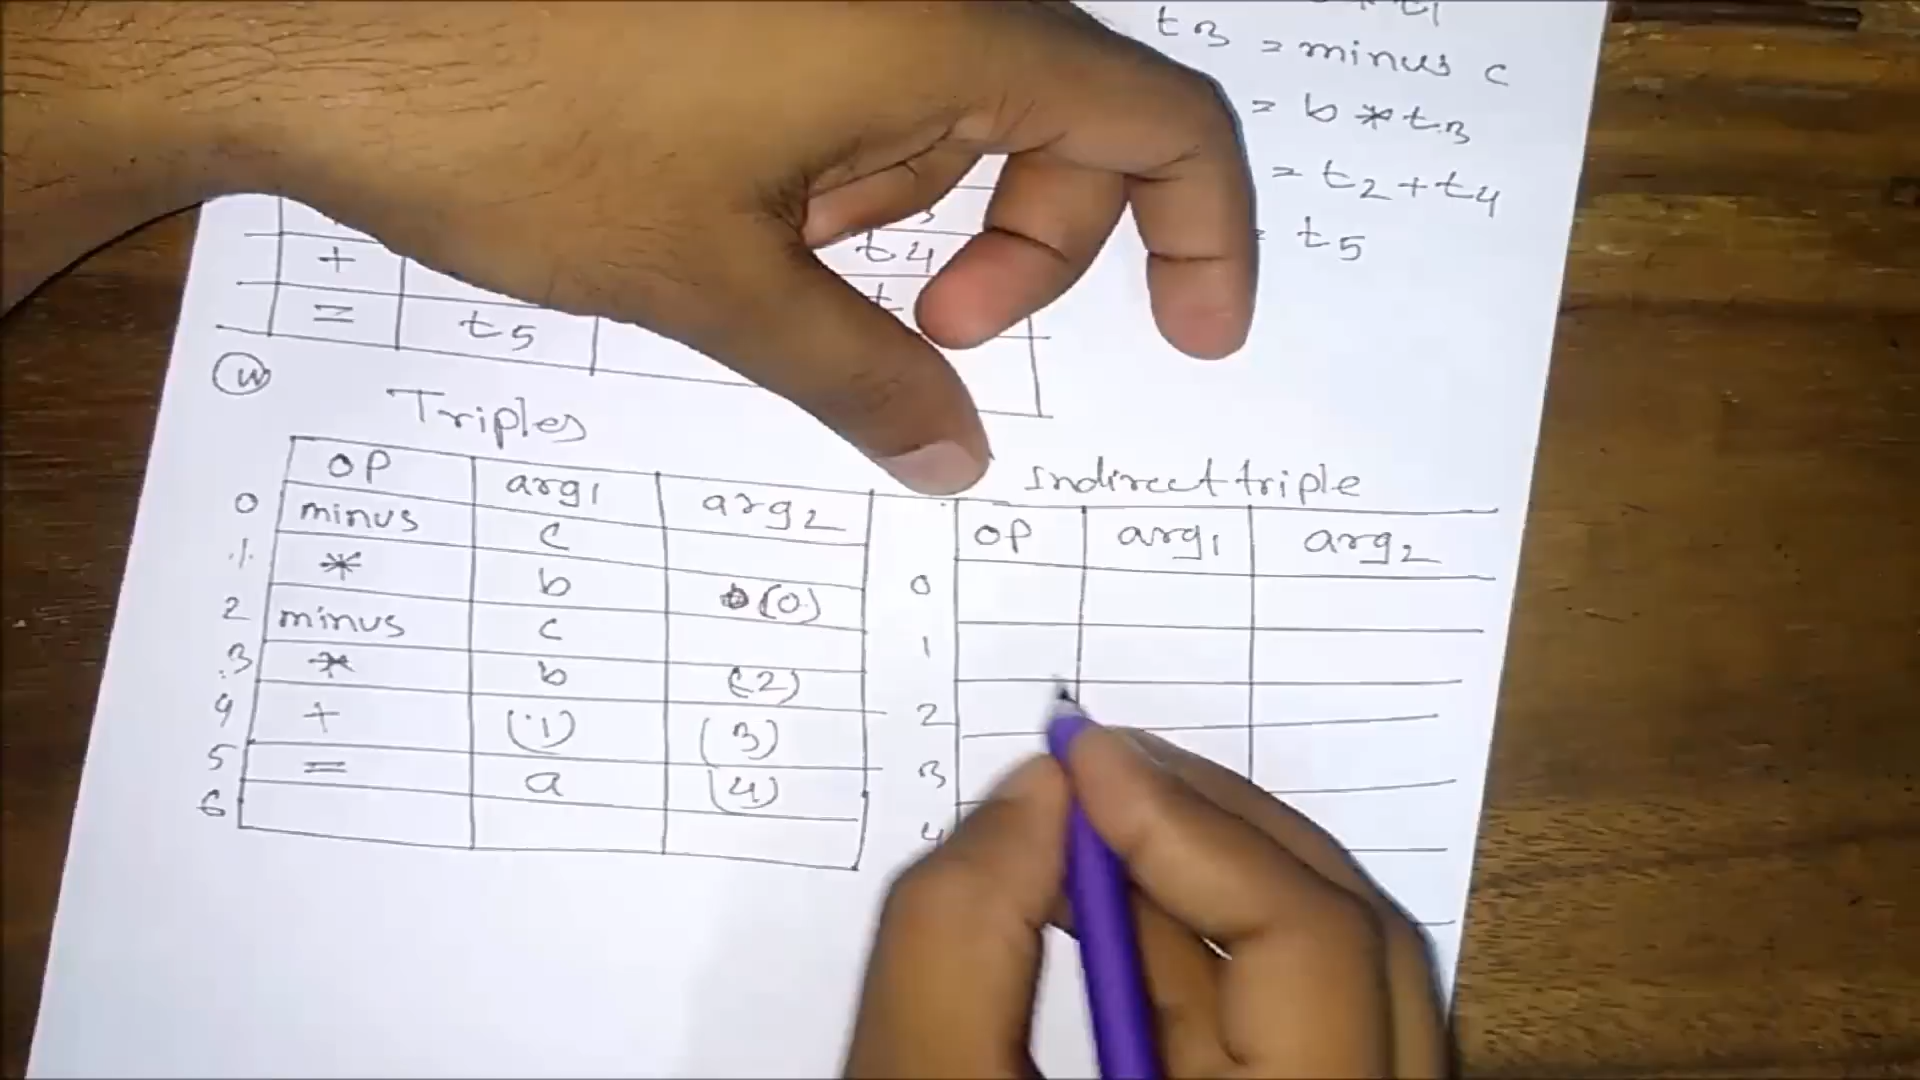 t3 = minus c
= b * t3
= t2 + t4
= t5
+ t4
= t5
Triples
op arg1 arg2
0 minus c
1 * b (0)
2 minus c
3 * b (2)
4 + (1) (3)
5 = a (4)
6
Indirect triple
op arg1 arg2
0
1
2
3
4